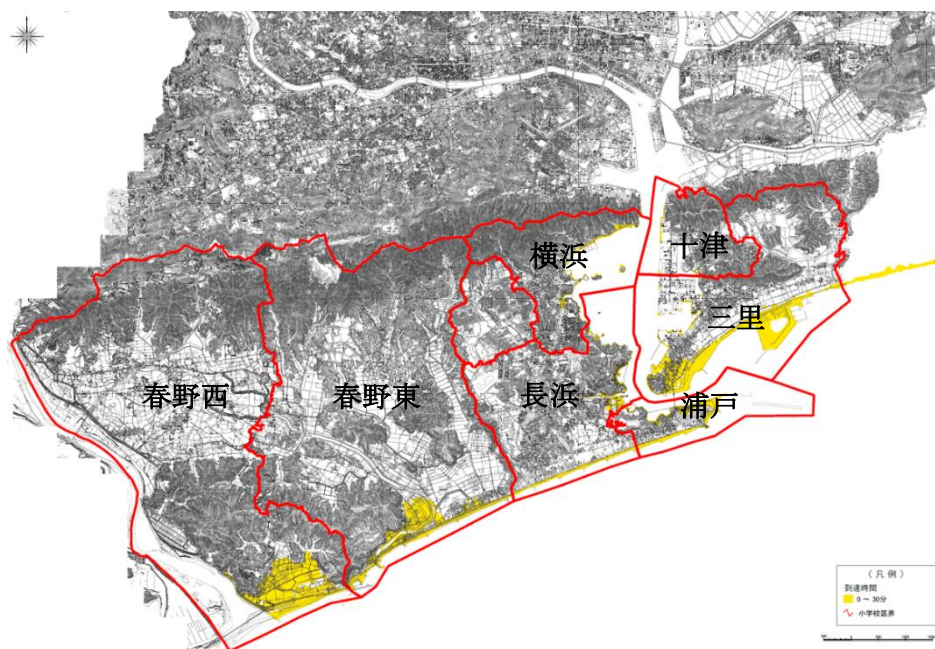 横浜
十津
三里
春野西
春野東
長浜
浦戸
〈 凡 例 〉
到達時間
0 ～ 30分
小学校区界